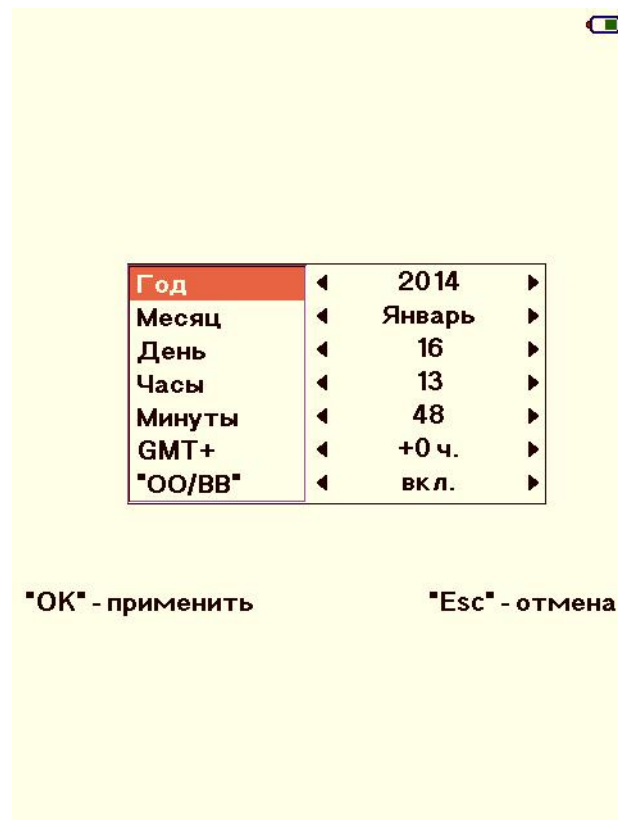 Год 2014
Месяц Январь
День 16
Часы 13
Минуты 48
GMT+ +0 ч.
"ОО/ВВ" вкл.
"OK" - применить "Esc" - отмена